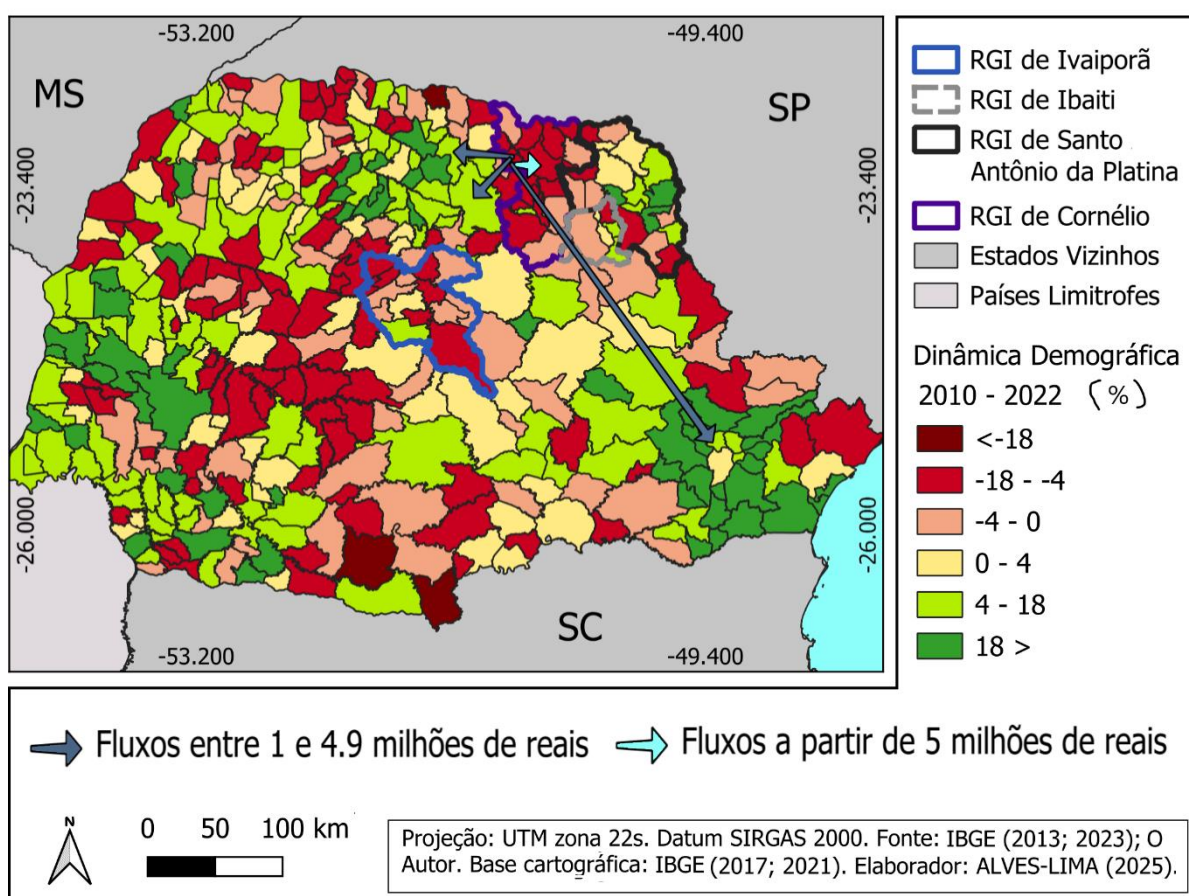 -53.200
-49.400
MS
SP
-23.400
-23.400
-26.000
-26.000
SC
-53.200
-49.400
RGI de Ivaiporã
RGI de Ibaiti
RGI de Santo
Antônio da Platina
RGI de Cornélio
Estados Vizinhos
Países Limitrofes
Dinâmica Demográfica
2010 - 2022 (%)
<-18
-18 - -4
-4 - 0
0 - 4
4 - 18
18 >
Fluxos entre 1 e 4.9 milhões de reais
Fluxos a partir de 5 milhões de reais
N
0 50 100 km
Projeção: UTM zona 22s. Datum SIRGAS 2000. Fonte: IBGE (2013; 2023); O
Autor. Base cartográfica: IBGE (2017; 2021). Elaborador: ALVES-LIMA (2025).